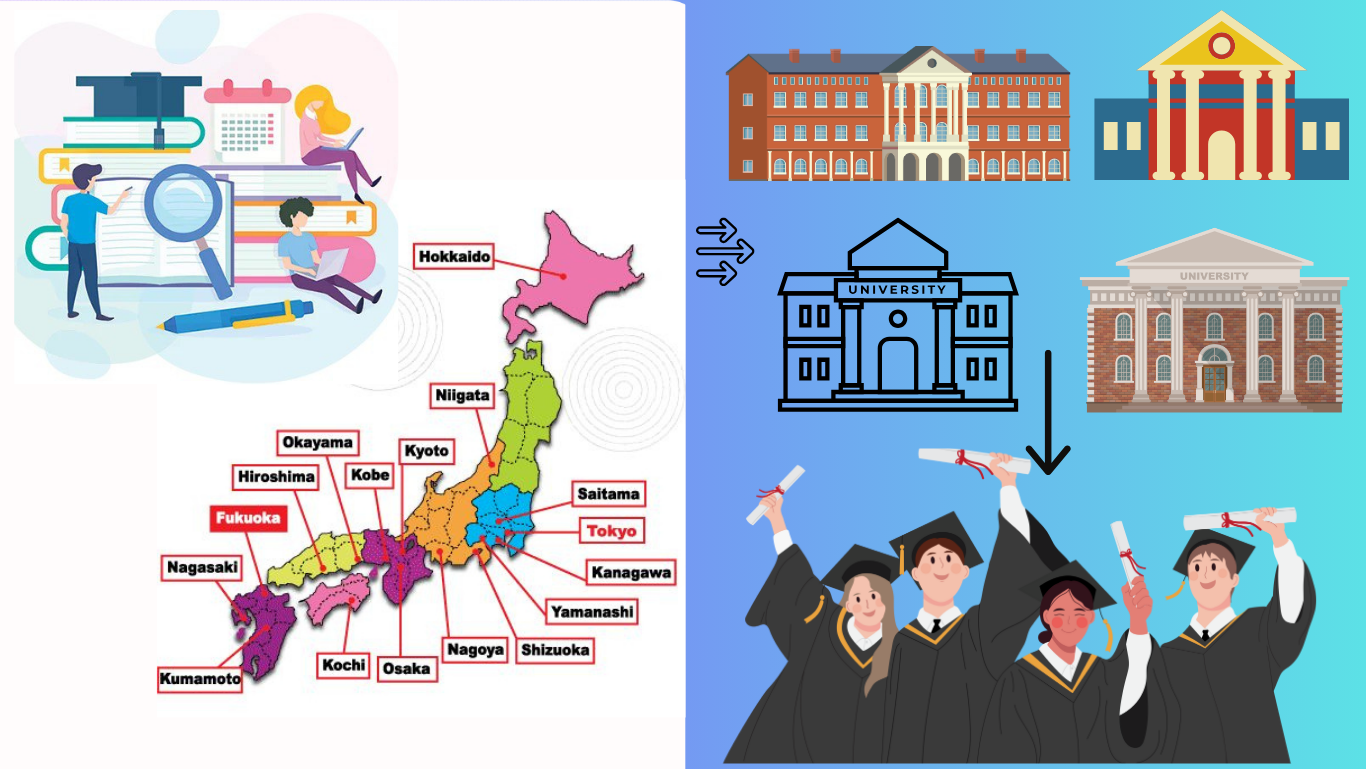 Hokkaido
Niigata
Okayama
Kyoto
Hiroshima
Kobe
Saitama
Fukuoka
Tokyo
Nagasaki
Kanagawa
Yamanashi
Nagoya
Shizuoka
Kochi
Osaka
Kumamoto
UNIVERSITY
UNIVERSITY